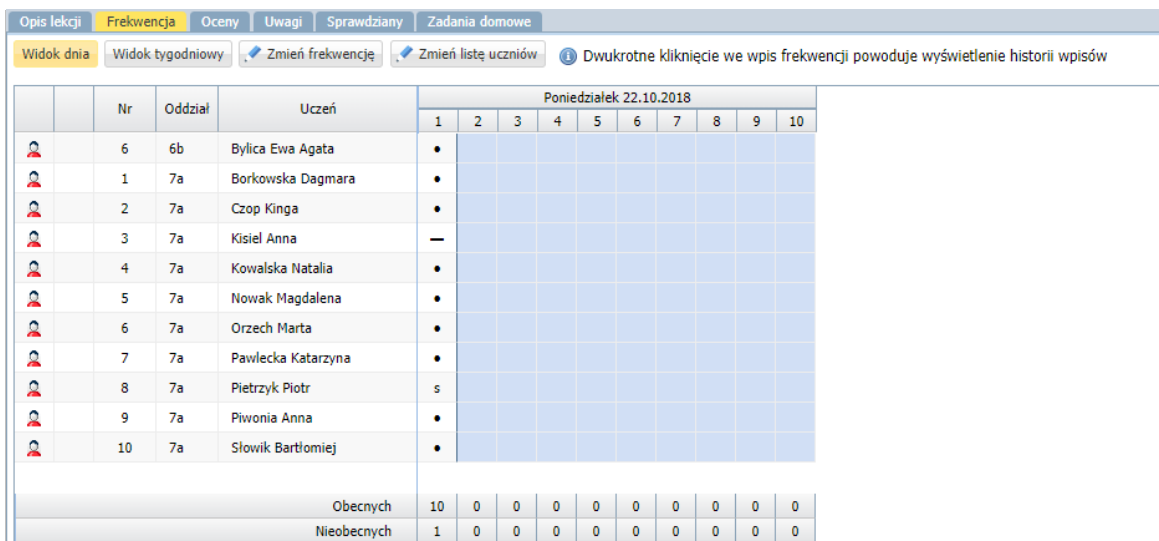 Opis lekcji Frekwencja Oceny Uwagi Sprawdziany Zadania domowe
Widok dnia Widok tygodniowy Zmień frekwencję Zmień listę uczniów Dwukrotne kliknięcie we wpis frekwencji powoduje wyświetlenie historii wpisów
Nr Oddział Uczeń Poniedziałek 22.10.2018
1 2 3 4 5 6 7 8 9 10
6 6b Bylica Ewa Agata •
1 7a Borkowska Dagmara •
2 7a Czop Kinga •
3 7a Kisiel Anna —
4 7a Kowalska Natalia •
5 7a Nowak Magdalena •
6 7a Orzech Marta •
7 7a Pawlecka Katarzyna •
8 7a Pietrzyk Piotr s
9 7a Piwonia Anna •
10 7a Słowik Bartłomiej •
Obecnych 10 0 0 0 0 0 0 0 0 0
Nieobecnych 1 0 0 0 0 0 0 0 0 0